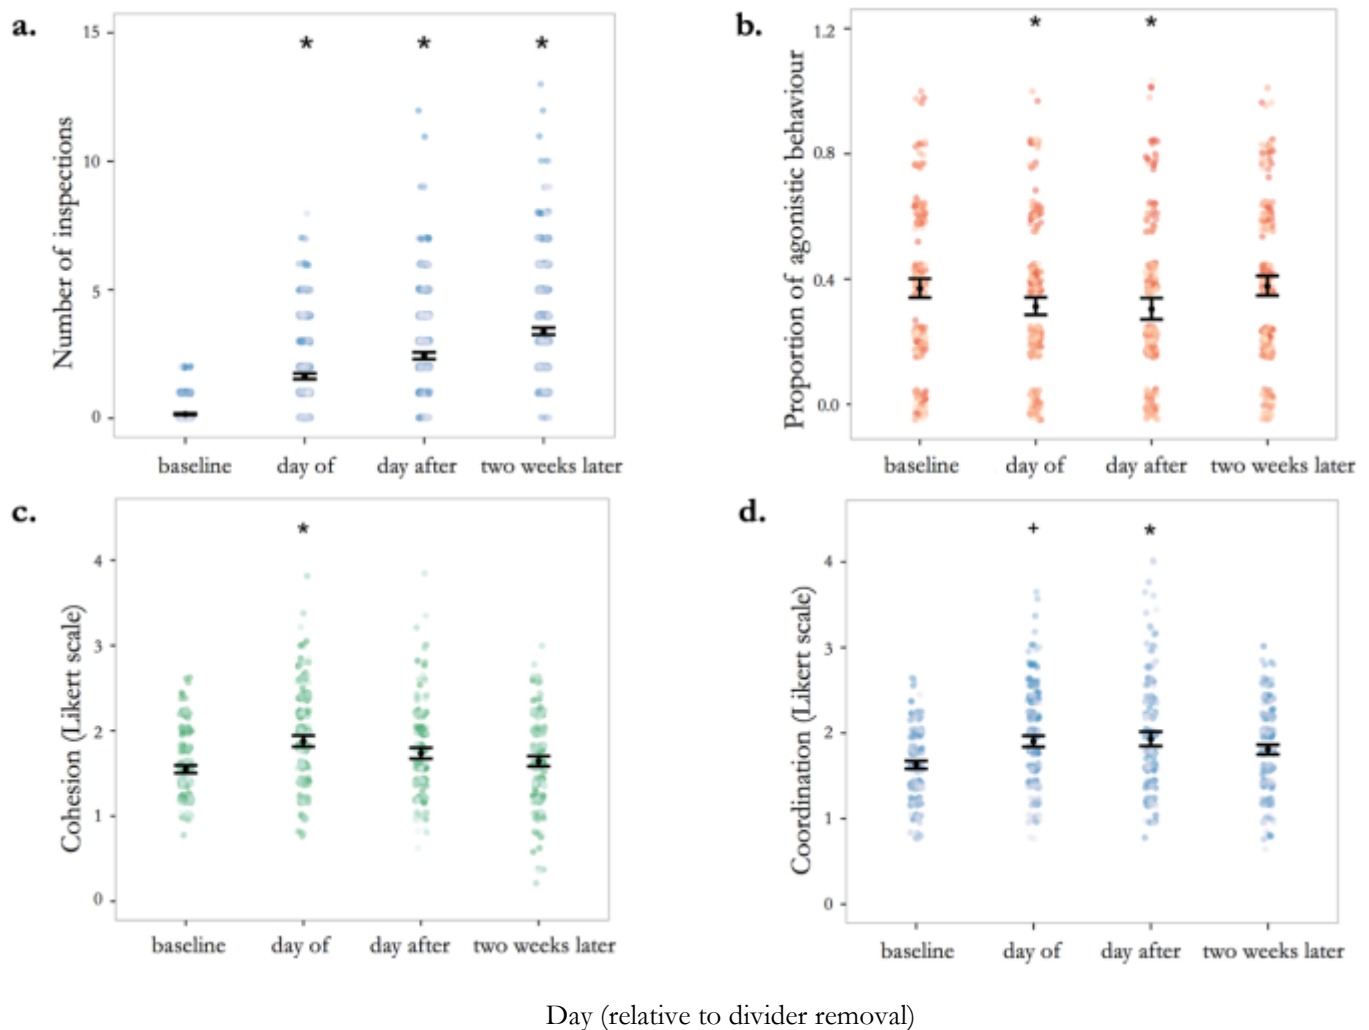 a.
*
*
*
15
10
5
0
Number of inspections
baseline
day of
day after
two weeks later
b.
*
*
1.2
0.8
0.4
0.0
Proportion of agonistic behaviour
baseline
day of
day after
two weeks later
c.
*
4
3
2
1
0
Cohesion (Likert scale)
baseline
day of
day after
two weeks later
d.
+
*
4
3
2
1
0
Coordination (Likert scale)
baseline
day of
day after
two weeks later
Day (relative to divider removal)